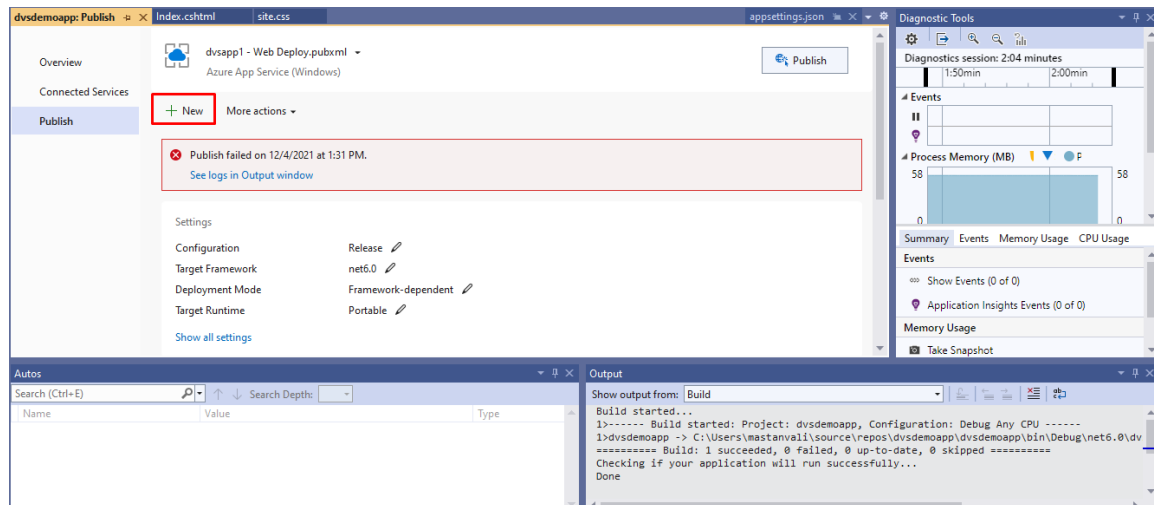 dvsdemoapp: Publish
Index.cshtml
site.css
appsettings.json
Overview
Connected Services
Publish
dvsapp1 - Web Deploy.pubxml
Azure App Service (Windows)
Publish
New
More actions
Publish failed on 12/4/2021 at 1:31 PM.
See logs in Output window
Settings
Configuration Release
Target Framework net6.0
Deployment Mode Framework-dependent
Target Runtime Portable
Show all settings
Diagnostic Tools
Diagnostics session: 2:04 minutes
1:50min 2:00min
Events
Process Memory (MB) P
58 58
0 0
Summary Events Memory Usage CPU Usage
Events
Show Events (0 of 0)
Application Insights Events (0 of 0)
Memory Usage
Take Snapshot
Autos
Search (Ctrl+E) Search Depth:
Name Value Type
Output
Show output from: Build
Build started...
1>------ Build started: Project: dvsdemoapp, Configuration: Debug Any CPU ------
1>dvsdemoapp -> C:\Users\mastanvali\source\repos\dvsdemoapp\dvsdemoapp\bin\Debug\net6.0\dv
========== Build: 1 succeeded, 0 failed, 0 up-to-date, 0 skipped ==========
Checking if your application will run successfully...
Done